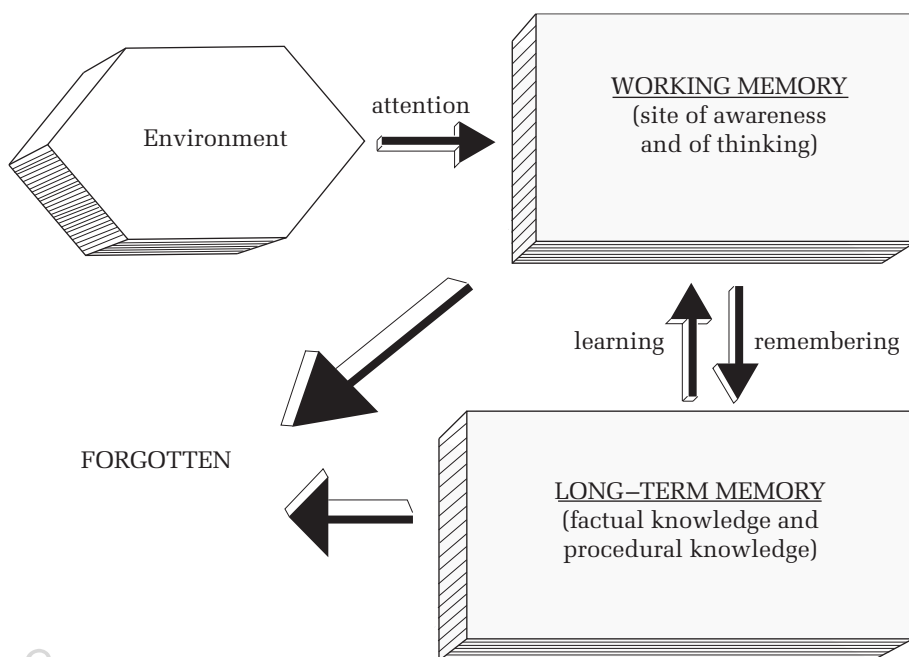 attention
Environment
WORKING MEMORY
(site of awareness
and of thinking)
learning
remembering
FORGOTTEN
LONG–TERM MEMORY
(factual knowledge and
procedural knowledge)